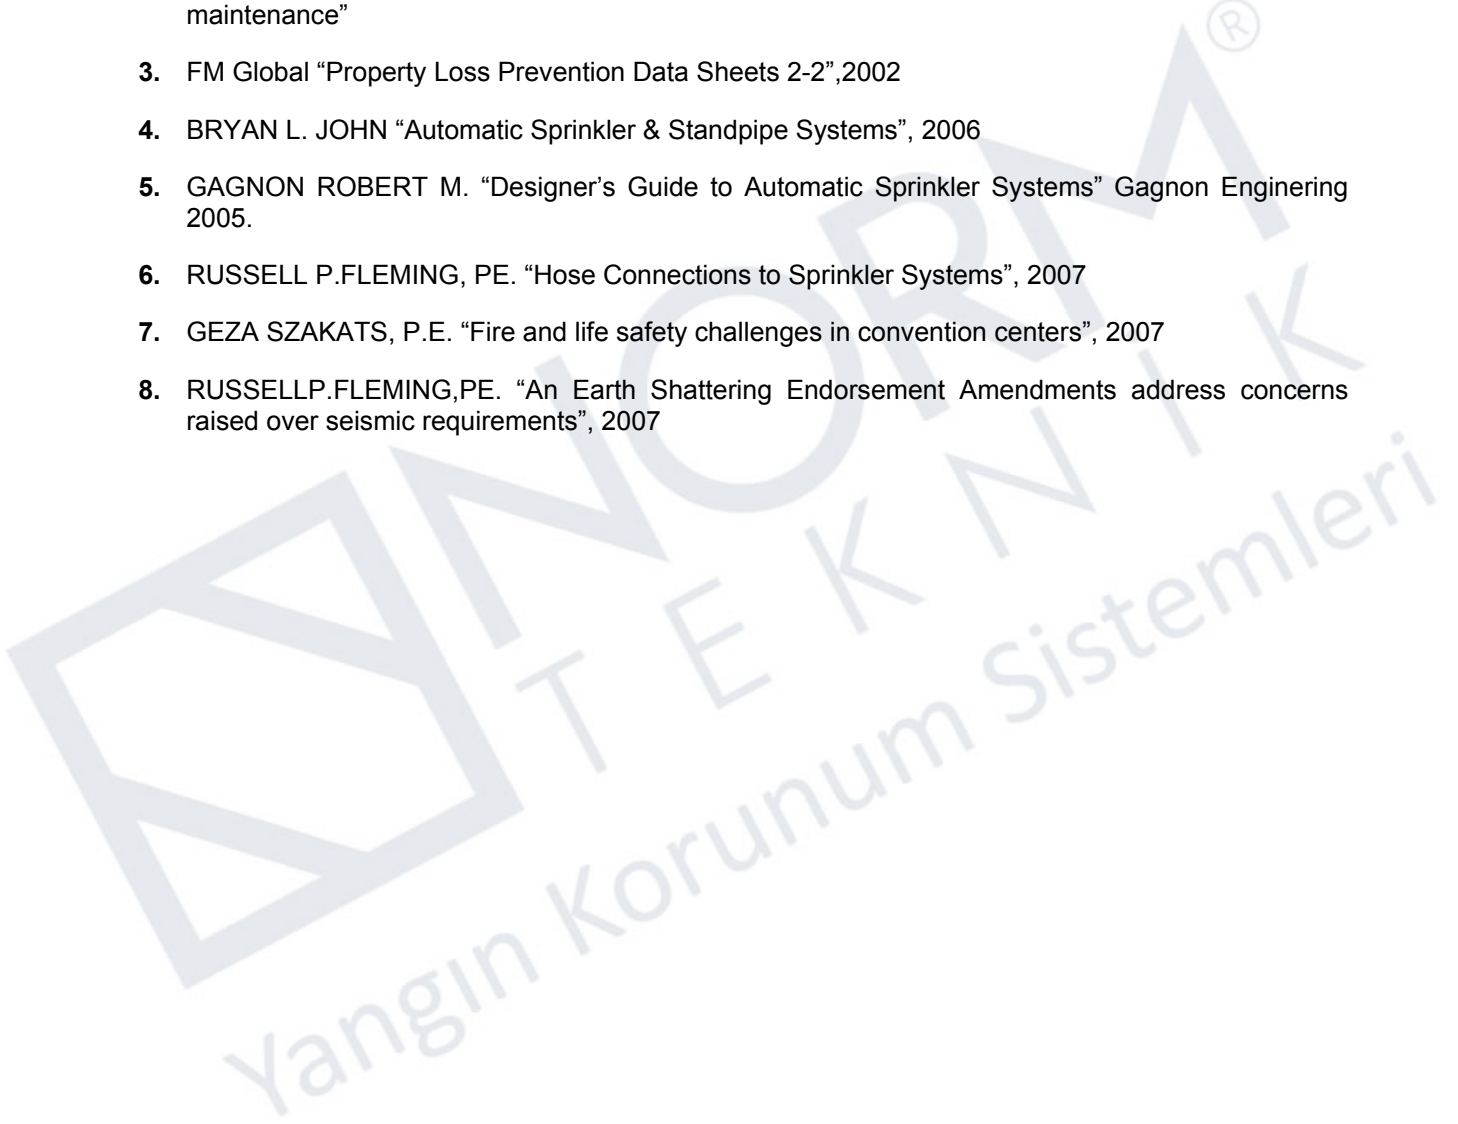 maintenance”
3. FM Global “Property Loss Prevention Data Sheets 2-2”,2002
4. BRYAN L. JOHN “Automatic Sprinkler & Standpipe Systems”, 2006
5. GAGNON ROBERT M. “Designer’s Guide to Automatic Sprinkler Systems” Gagnon Enginering
2005.
6. RUSSELL P.FLEMING, PE. “Hose Connections to Sprinkler Systems”, 2007
7. GEZA SZAKATS, P.E. “Fire and life safety challenges in convention centers”, 2007
8. RUSSELLP.FLEMING,PE. “An Earth Shattering Endorsement Amendments address concerns
raised over seismic requirements”, 2007
NORM®
TEKNIK
Yangın Korunum Sistemleri